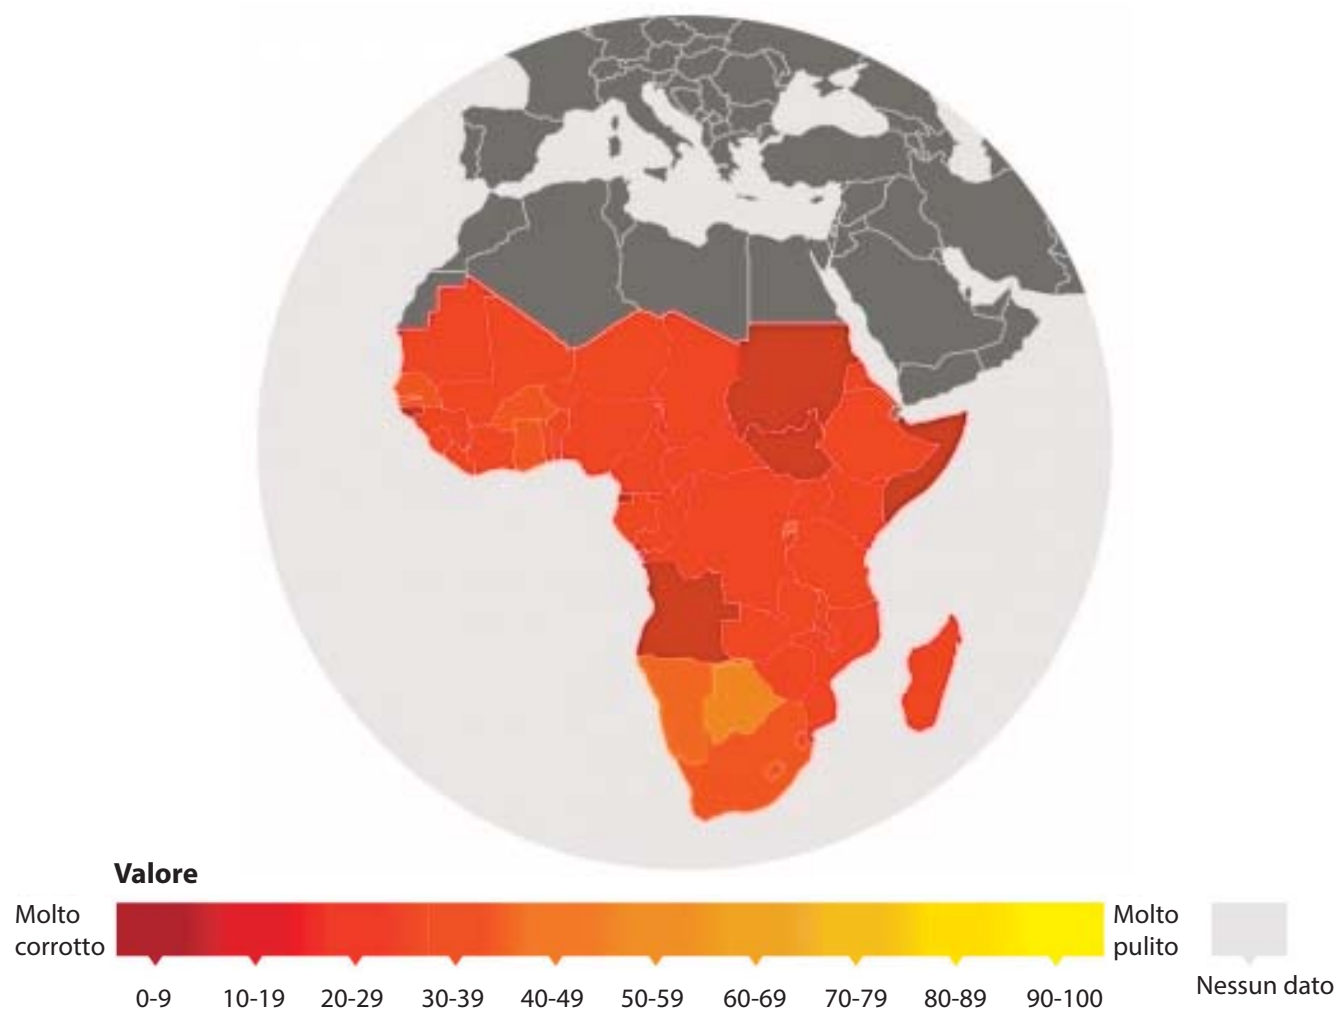 Valore
Molto
corrotto
Molto
pulito
0-9 10-19 20-29 30-39 40-49 50-59 60-69 70-79 80-89 90-100
Nessun dato